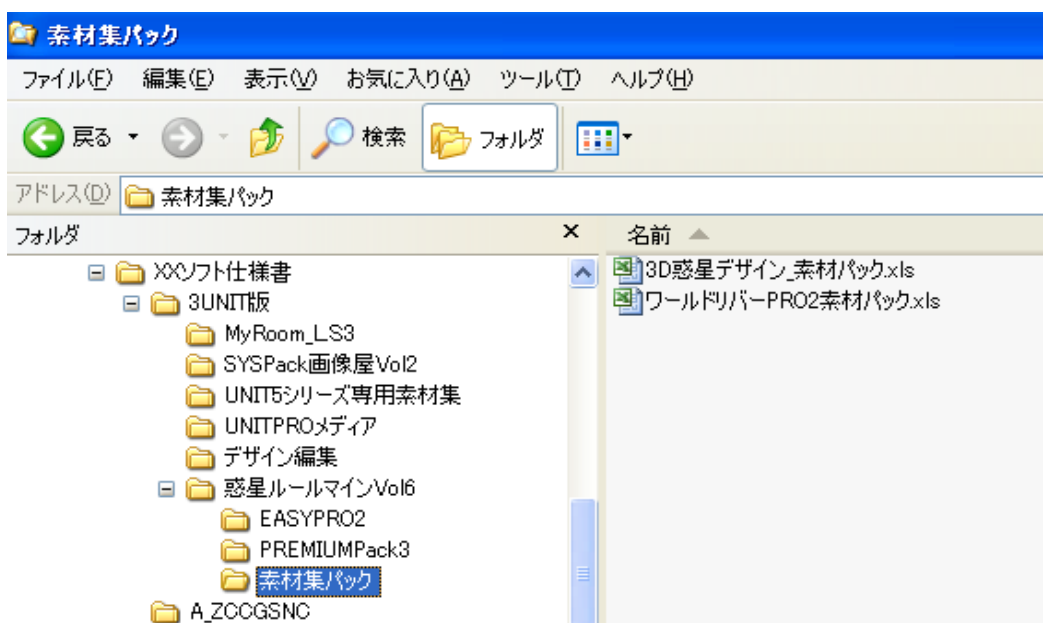 素材集パック
ファイル(F) 編集(E) 表示(V) お気に入り(A) ツール(T) ヘルプ(H)
戻る 検索 フォルダ
アドレス(D) 素材集パック
フォルダ × 名前
XXソフト仕様書
3UNIT版
MyRoom_LS3
SYSPack画像屋Vol2
UNIT5シリーズ専用素材集
UNITPROメディア
デザイン編集
惑星ルールマインVol6
EASYPRO2
PREMIUMPack3
素材集パック
A_ZCCGSNC
3D惑星デザイン_素材パック.xls
ワールドリバーPRO2素材パック.xls